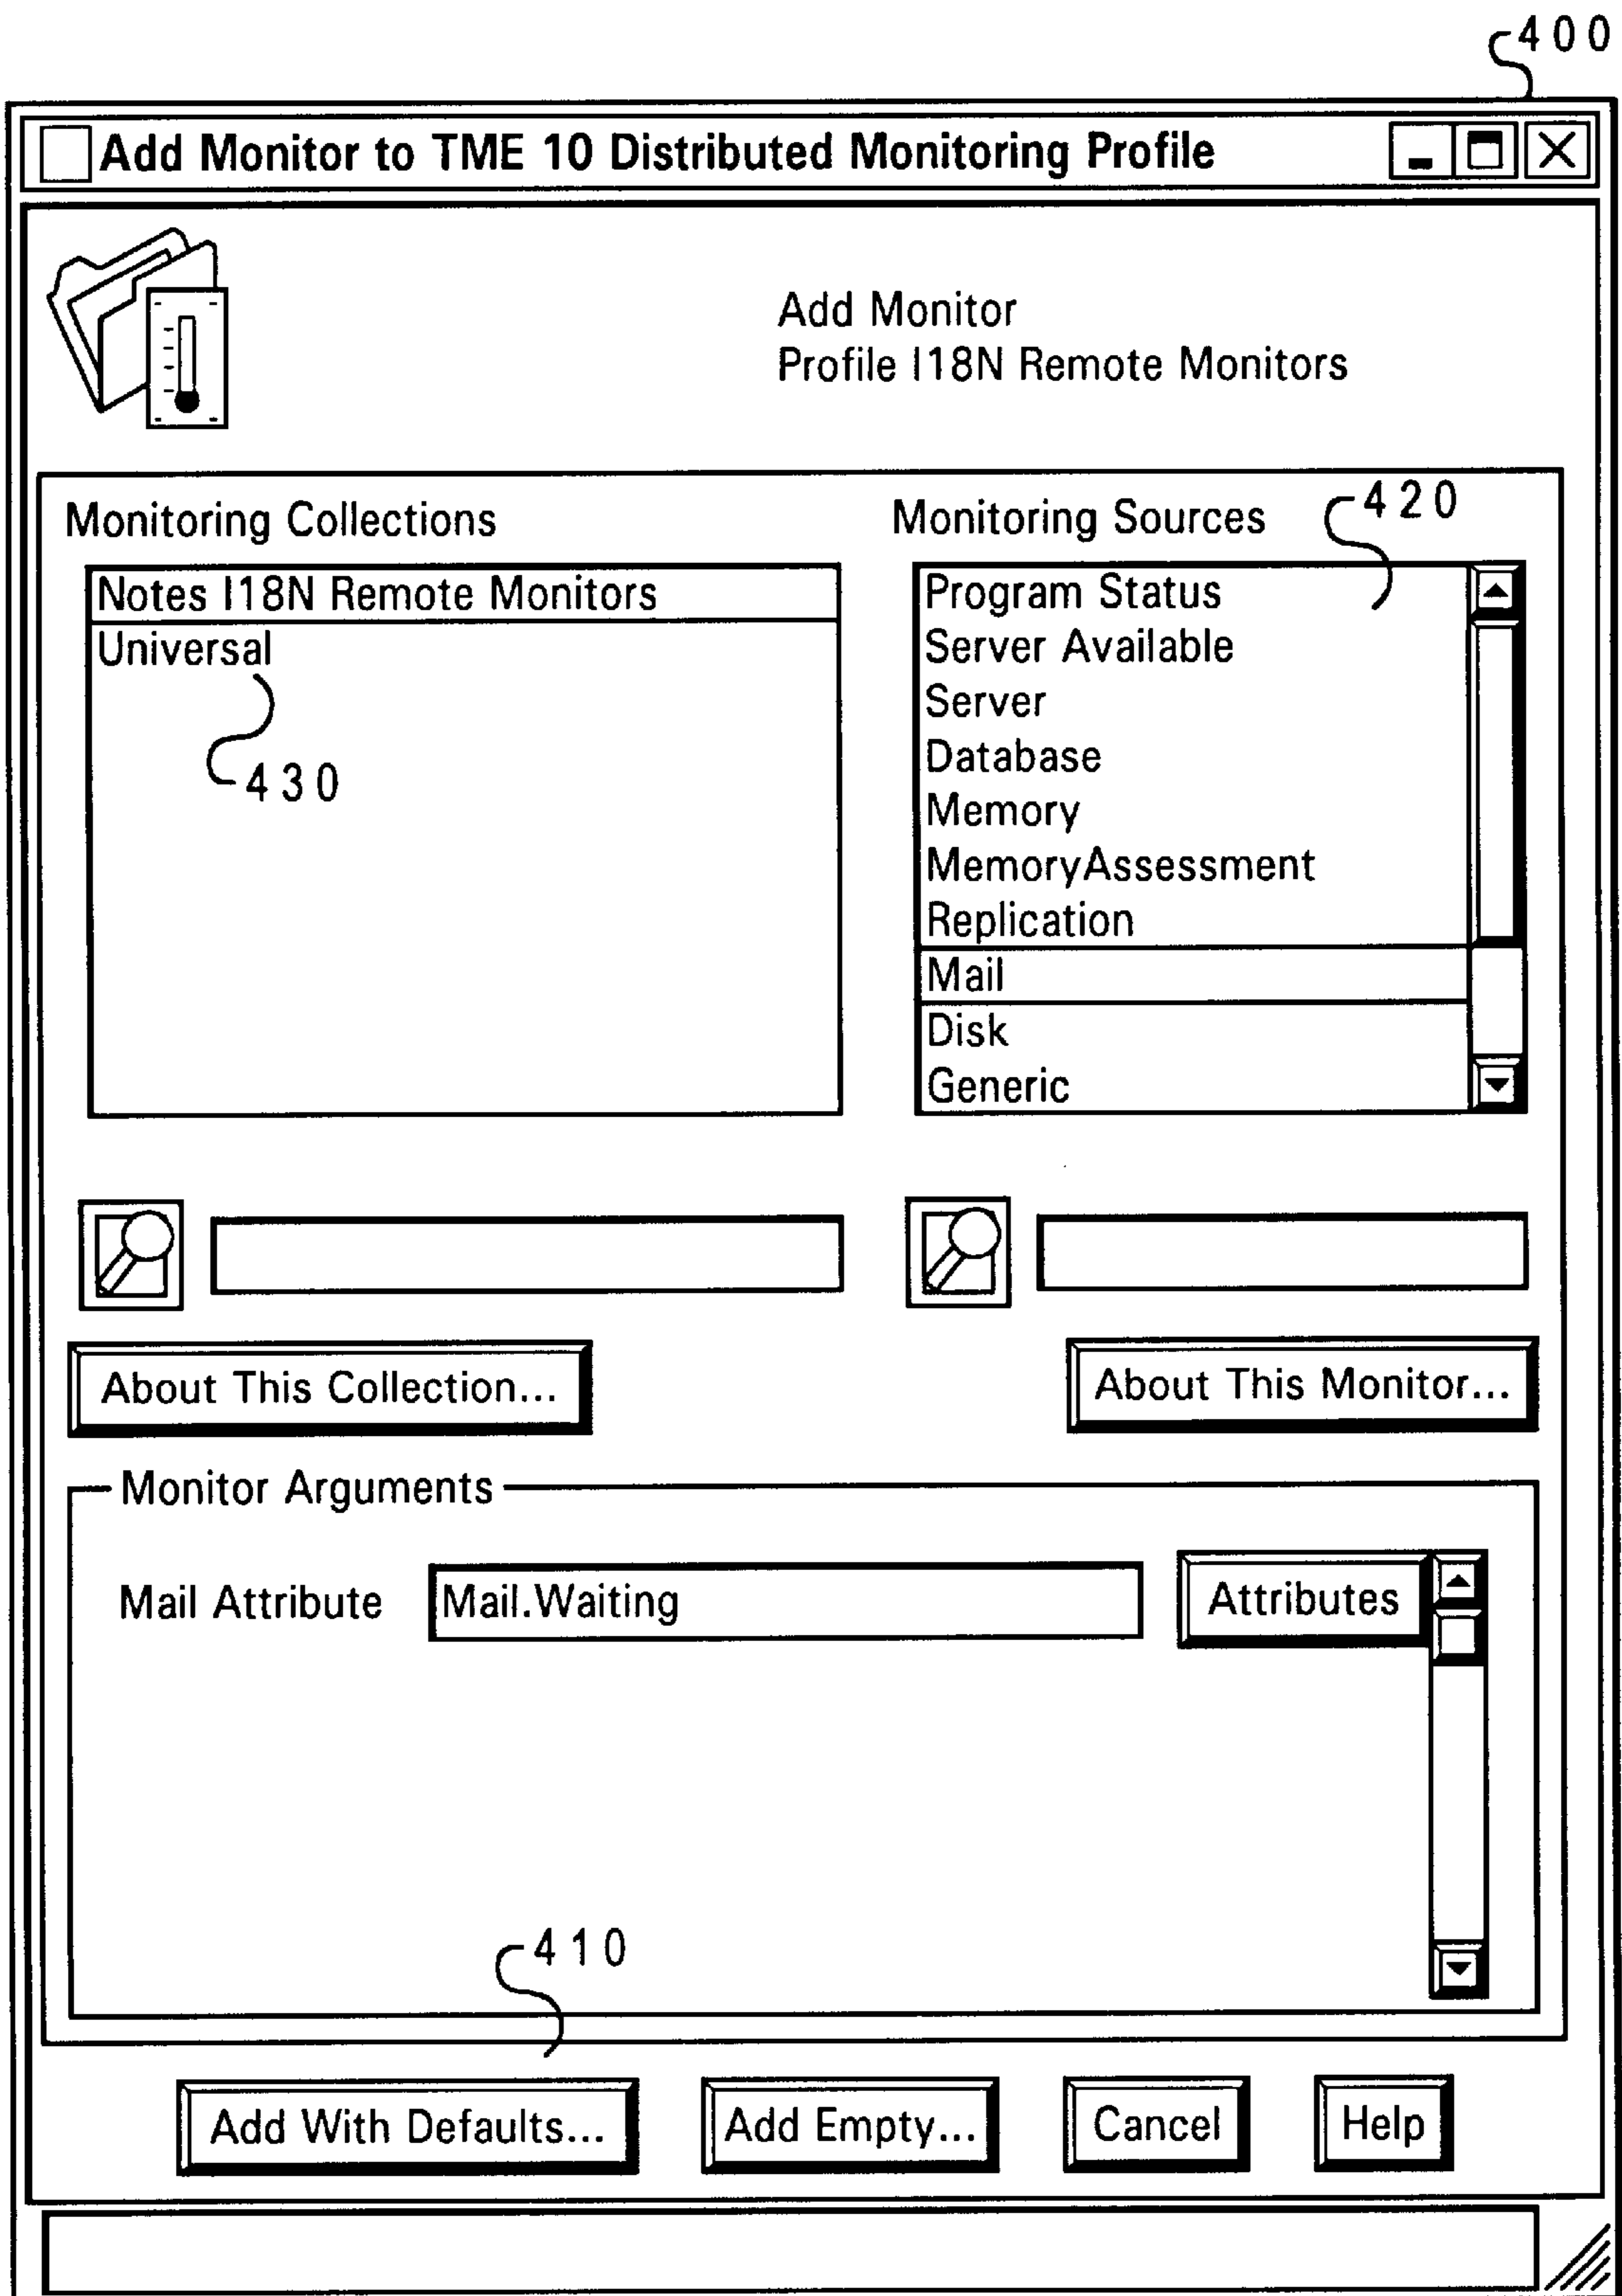 400
Add Monitor to TME 10 Distributed Monitoring Profile
Add Monitor
Profile I18N Remote Monitors
Monitoring Collections
Notes I18N Remote Monitors
Universal
430
Monitoring Sources
420
Program Status
Server Available
Server
Database
Memory
MemoryAssessment
Replication
Mail
Disk
Generic
About This Collection...
About This Monitor...
Monitor Arguments
Mail Attribute
Mail.Waiting
Attributes
410
Add With Defaults...
Add Empty...
Cancel
Help